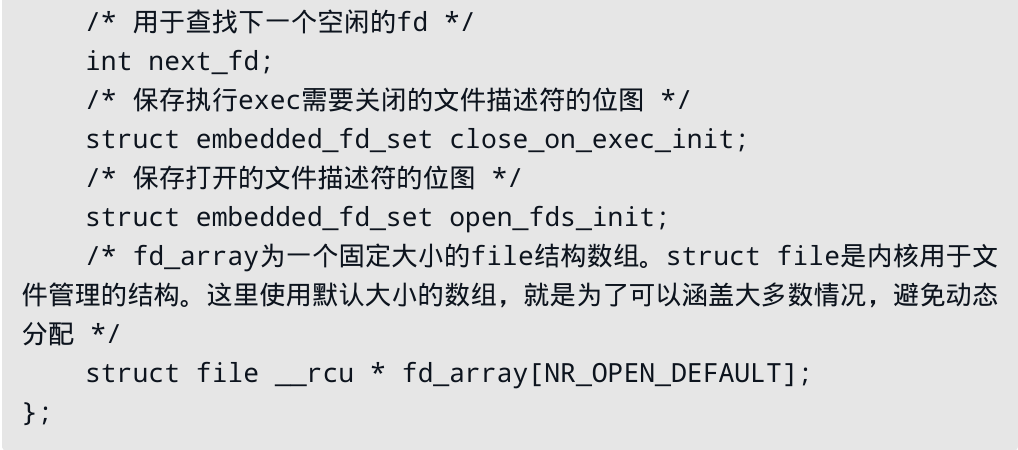 /* 用于查找下一个空闲的fd */
int next_fd;
/* 保存执行exec需要关闭的文件描述符的位图 */
struct embedded_fd_set close_on_exec_init;
/* 保存打开的文件描述符的位图 */
struct embedded_fd_set open_fds_init;
/* fd_array为一个固定大小的file结构数组。struct file是内核用于文
件管理的结构。这里使用默认大小的数组，就是为了可以涵盖大多数情况，避免动态
分配 */
struct file __rcu * fd_array[NR_OPEN_DEFAULT];
};